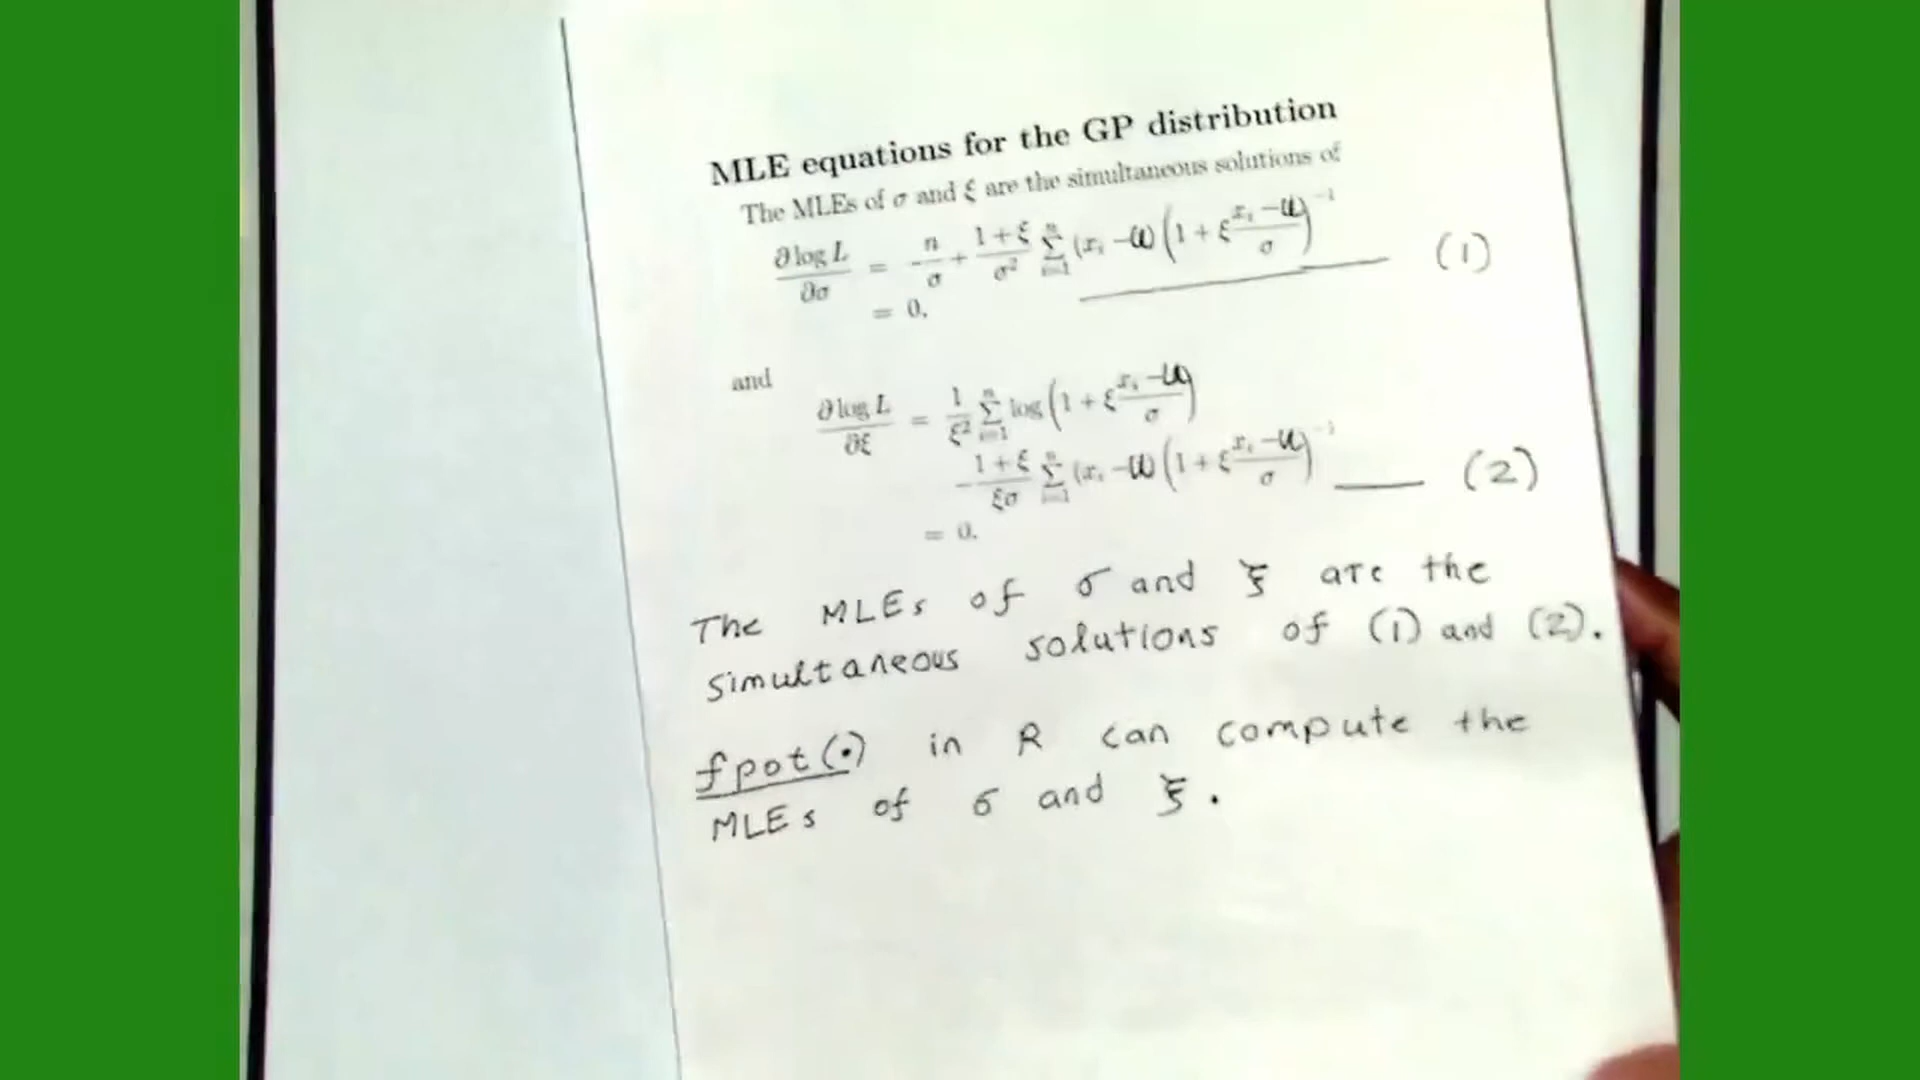 MLE equations for the GP distribution
The MLEs of σ and ξ are the simultaneous solutions of
∂ log L / ∂σ = -n/σ + (1+ξ)/σ² Σ_{i=1}^{n} (x_i - u) (1 + ξ (x_i - u)/σ)^{-1} (1)
= 0,
and
∂ log L / ∂ξ = 1/ξ² Σ_{i=1}^{n} log (1 + ξ (x_i - u)/σ)
- (1+ξ)/(ξσ) Σ_{i=1}^{n} (x_i - u) (1 + ξ (x_i - u)/σ)^{-1} (2)
= 0.
The MLEs of σ and ξ are the
simultaneous solutions of (1) and (2).
fpot(•) in R can compute the
MLEs of σ and ξ.